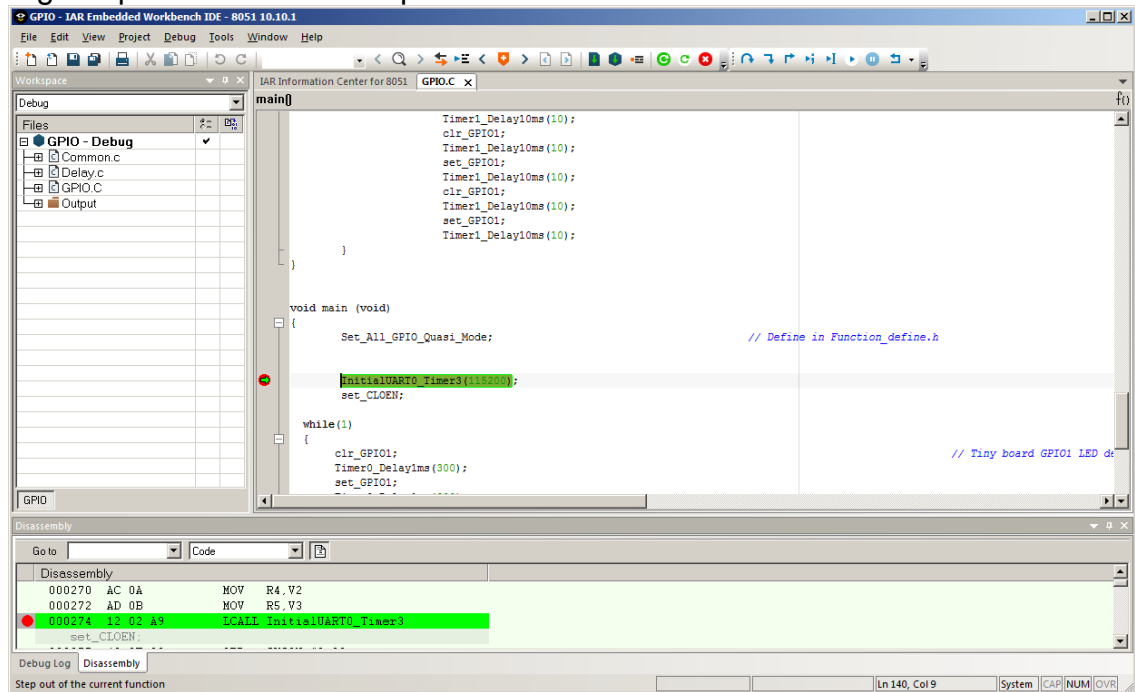 GPIO - IAR Embedded Workbench IDE - 8051 10.10.1
File Edit View Project Debug Tools Window Help
Workspace
IAR Information Center for 8051 GPIO.C
Debug
main()
f()
Files
GPIO - Debug
Common.c
Delay.c
GPIO.C
Output
Timer1_Delay10ms(10);
clr_GPIO1;
Timer1_Delay10ms(10);
set_GPIO1;
Timer1_Delay10ms(10);
clr_GPIO1;
Timer1_Delay10ms(10);
set_GPIO1;
Timer1_Delay10ms(10);
}
}
void main (void)
{
Set_All_GPIO_Quasi_Mode; // Define in Function_define.h
InitialUART0_Timer3(115200);
set_CLOEN;
while(1)
{
clr_GPIO1; // Tiny board GPIO1 LED de
Timer0_Delay1ms(300);
set_GPIO1;
GPIO
Disassembly
Go to Code
Disassembly
000270 AC 0A MOV R4,V2
000272 AD 0B MOV R5,V3
000274 12 02 A9 LCALL InitialUART0_Timer3
set_CLOEN;
Debug Log Disassembly
Step out of the current function Ln 140, Col 9 System CAP NUM OVR